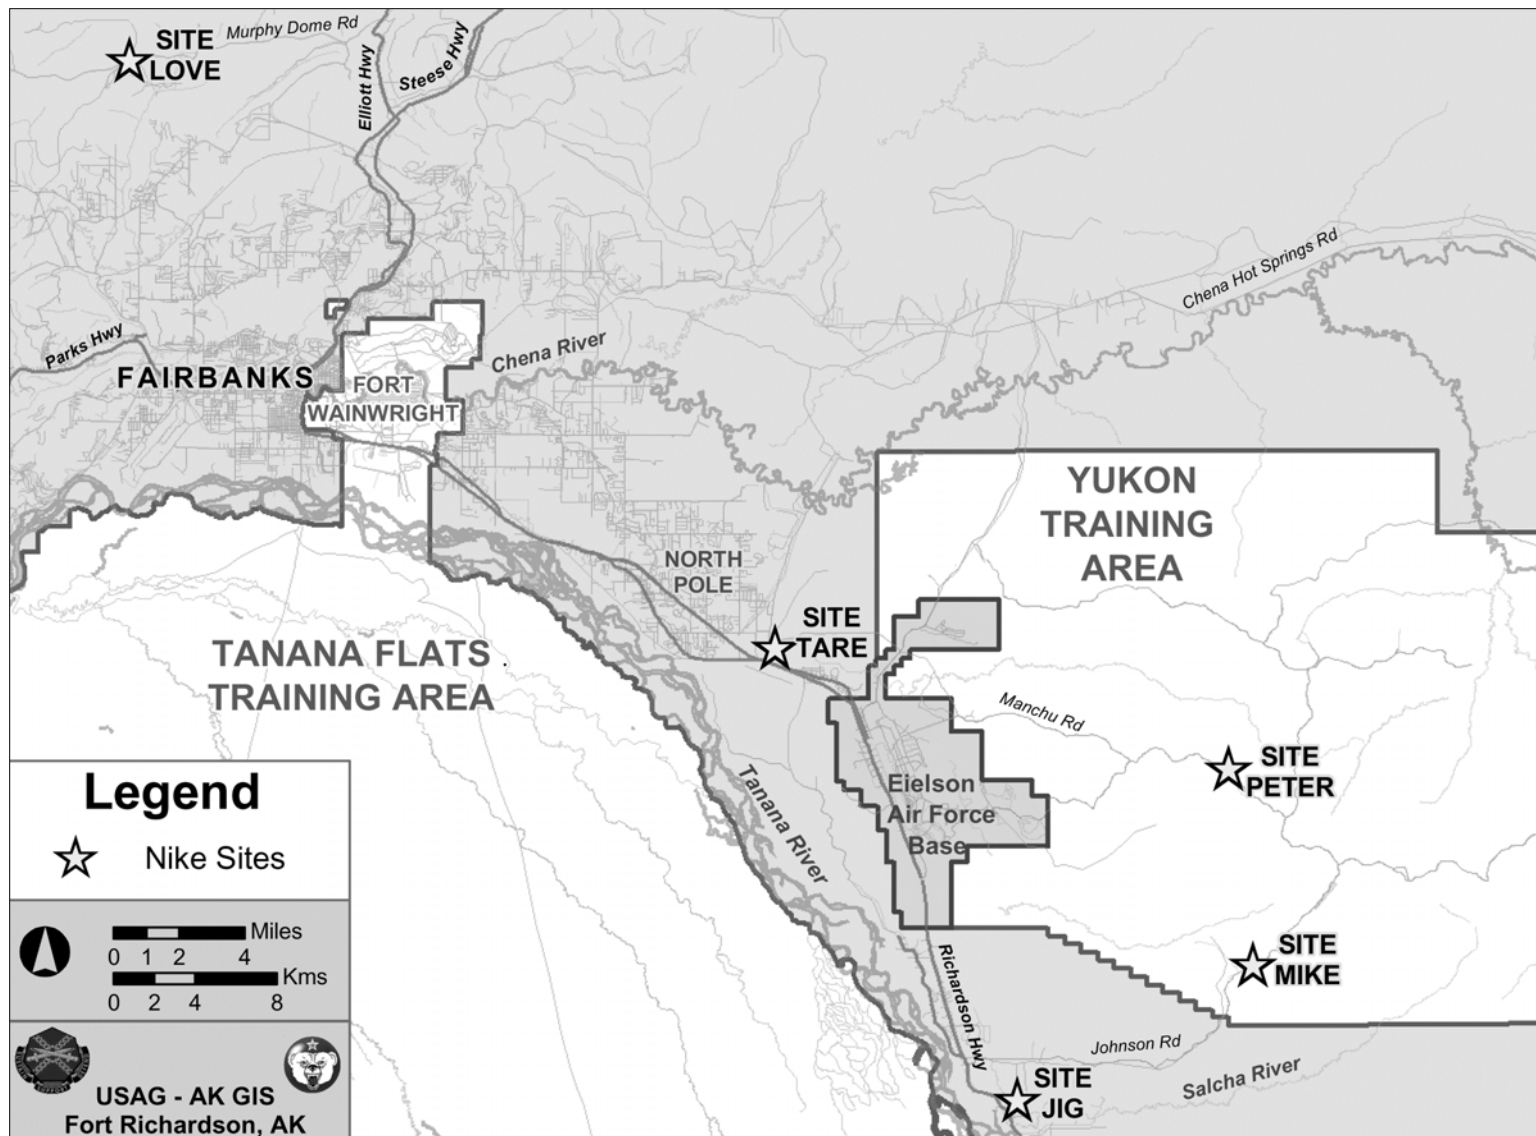 SITE
LOVE
Murphy Dome Rd
Elliott Hwy
Steese Hwy
Chena Hot Springs Rd
Parks Hwy
FAIRBANKS
FORT
WAINWRIGHT
Chena River
YUKON
TRAINING
AREA
NORTH
POLE
SITE
TARE
TANANA FLATS
TRAINING AREA
Manchu Rd
SITE
PETER
Eielson
Air Force
Base
Tanana River
SITE
MIKE
Richardson Hwy
Johnson Rd
Salcha River
SITE
JIG
Legend
Nike Sites
Miles
0 1 2 4
Kms
0 2 4 8
USAG - AK GIS
Fort Richardson, AK